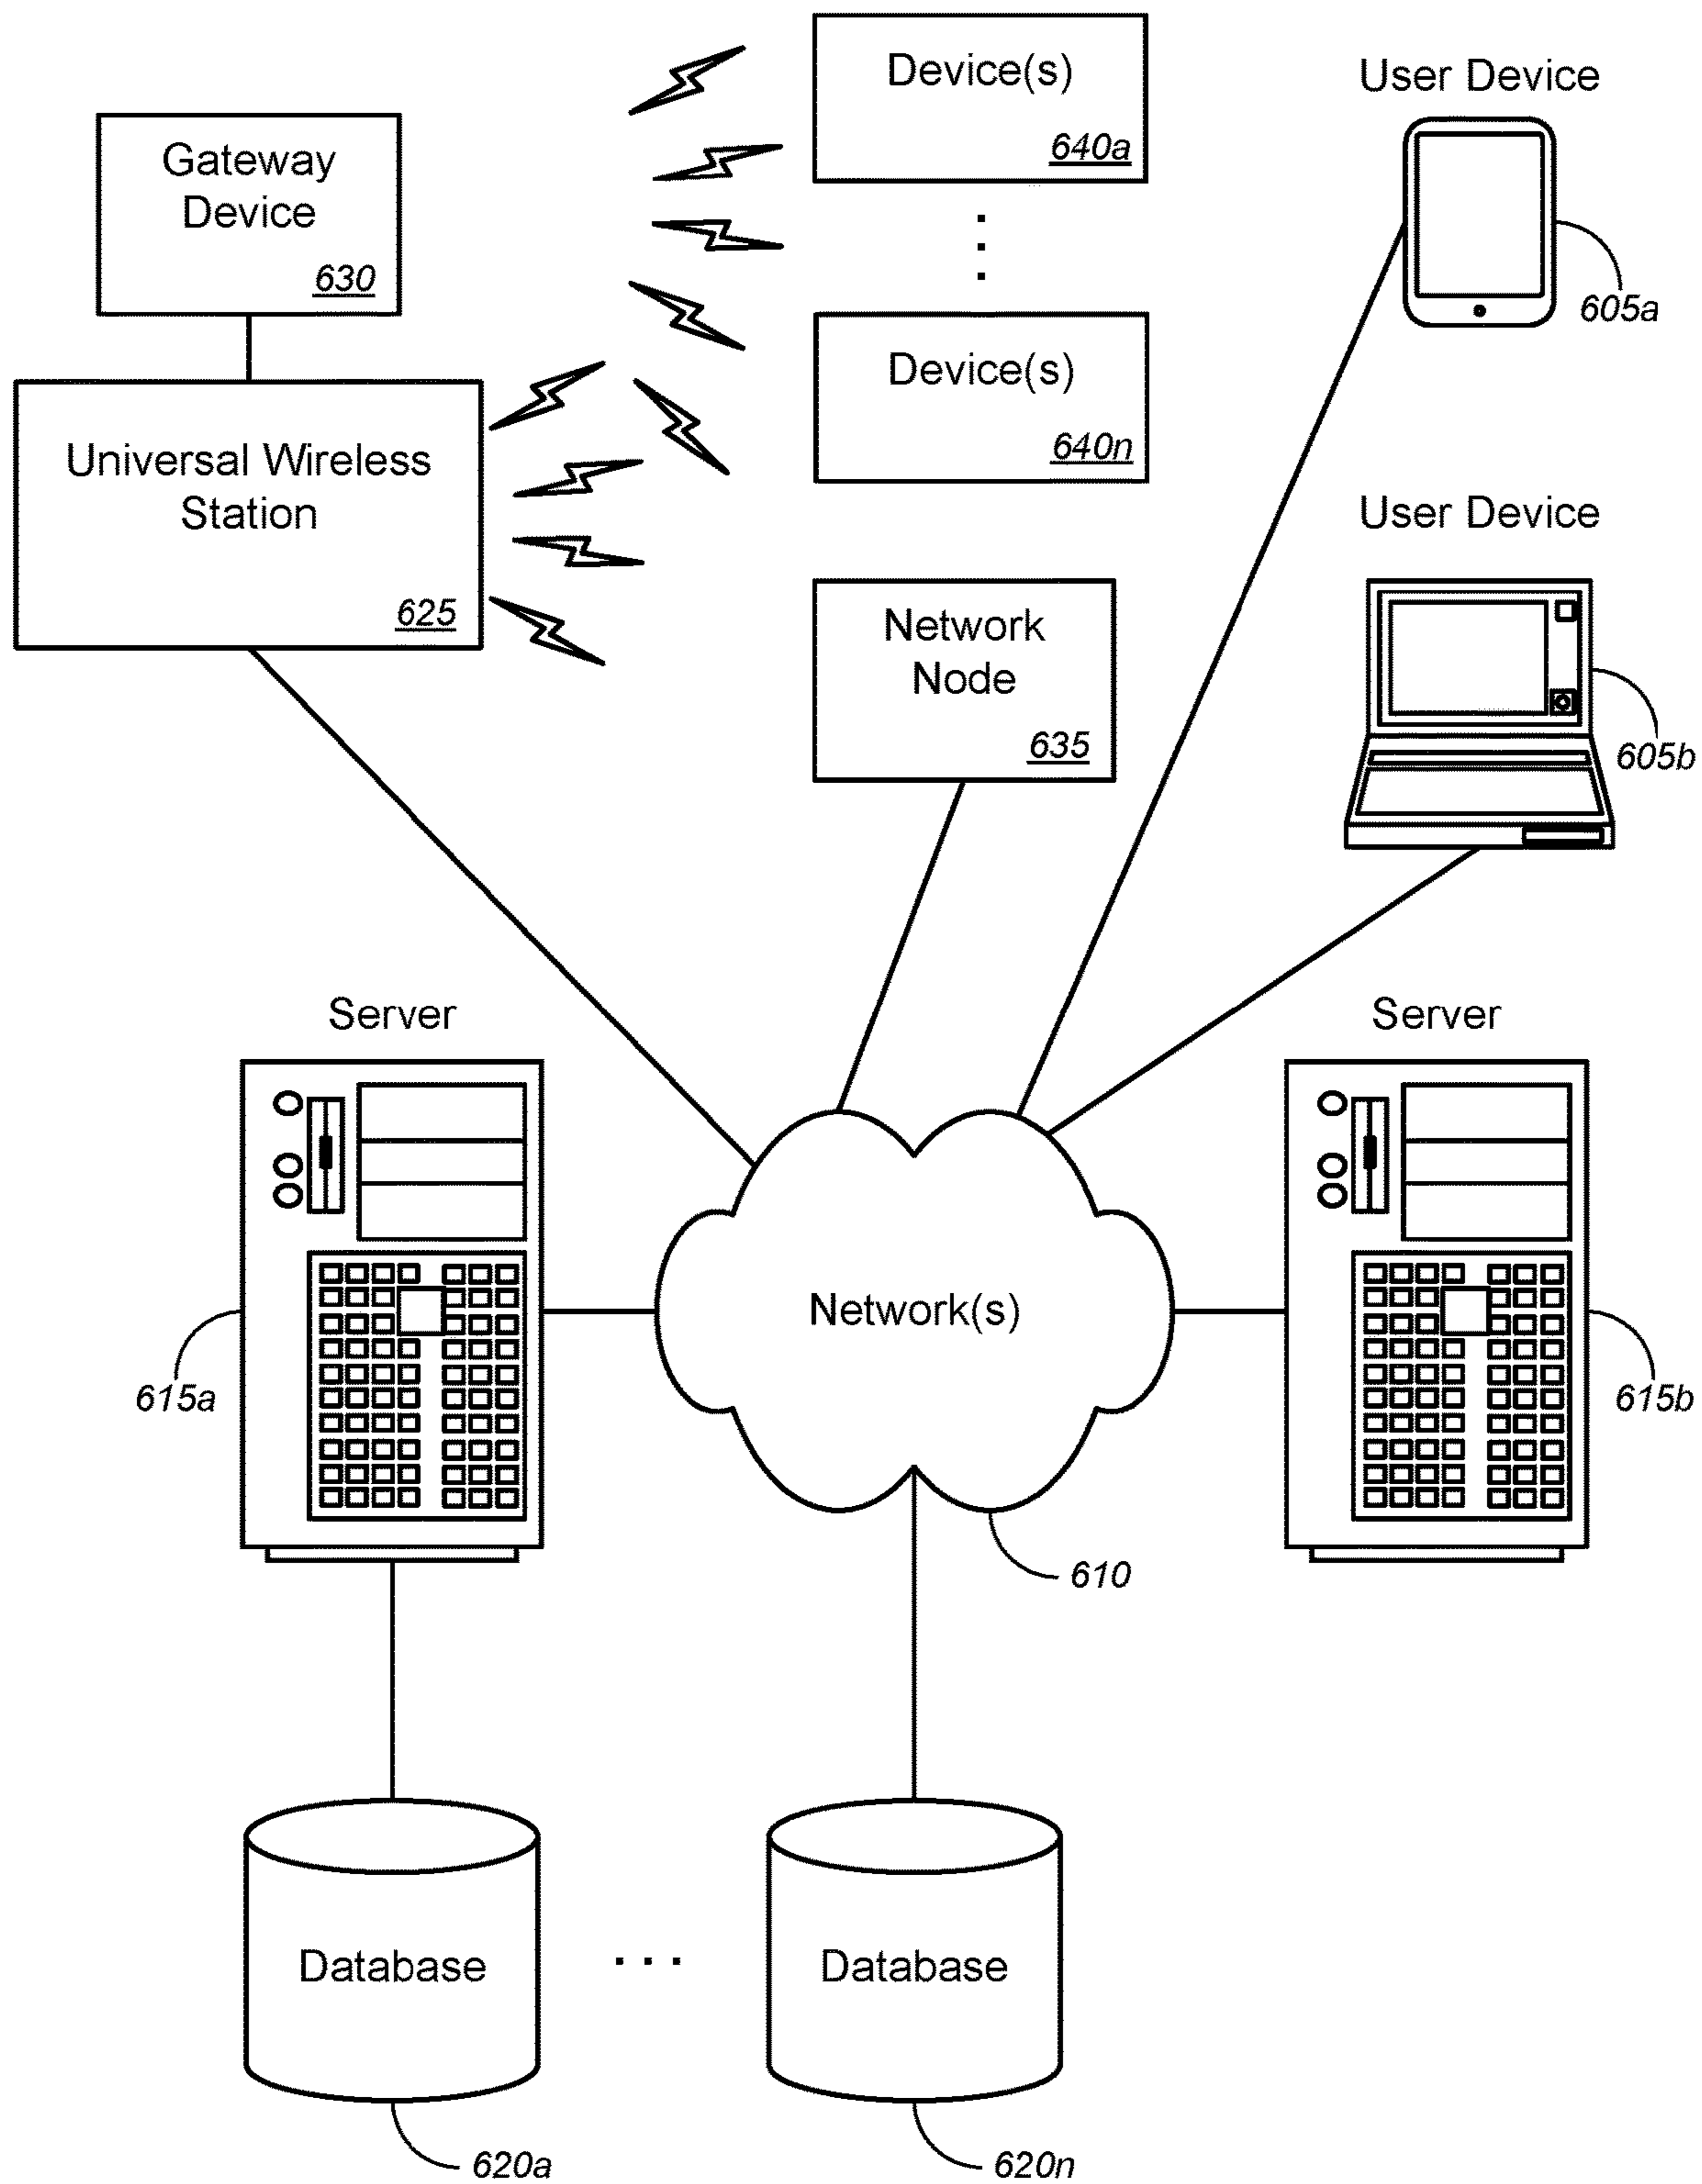 Device(s)
640a
User Device
605a
Gateway
Device
630
Device(s)
640n
Universal Wireless
Station
625
User Device
605b
Network
Node
635
Server
615a
Server
615b
Network(s)
610
Database
620a
. . .
Database
620n